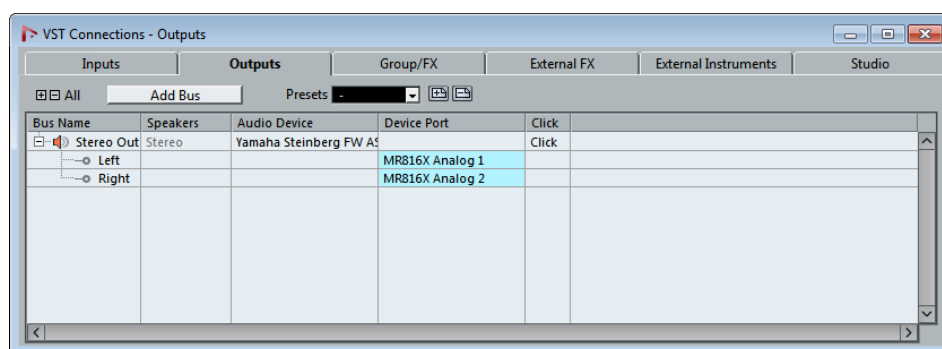 VST Connections - Outputs
Inputs Outputs Group/FX External FX External Instruments Studio
All Add Bus Presets -
Bus Name Speakers Audio Device Device Port Click
Stereo Out Stereo Yamaha Steinberg FW AS Click
Left MR816X Analog 1
Right MR816X Analog 2